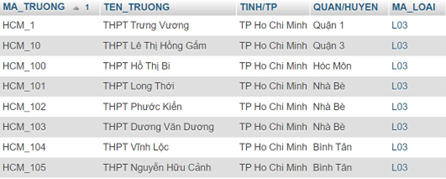 MA_TRUONG 1 TEN_TRUONG TINH/TP QUAN/HUYEN MA_LOAI
HCM_1 THPT Trưng Vương TP Ho Chi Minh Quận 1 L03
HCM_10 THPT Lê Thị Hồng Gấm TP Ho Chi Minh Quận 3 L03
HCM_100 THPT Hồ Thị Bi TP Ho Chi Minh Hóc Môn L03
HCM_101 THPT Long Thới TP Ho Chi Minh Nhà Bè L03
HCM_102 THPT Phước Kiển TP Ho Chi Minh Nhà Bè L03
HCM_103 THPT Dương Văn Dương TP Ho Chi Minh Nhà Bè L03
HCM_104 THPT Vĩnh Lộc TP Ho Chi Minh Bình Tân L03
HCM_105 THPT Nguyễn Hữu Cảnh TP Ho Chi Minh Bình Tân L03